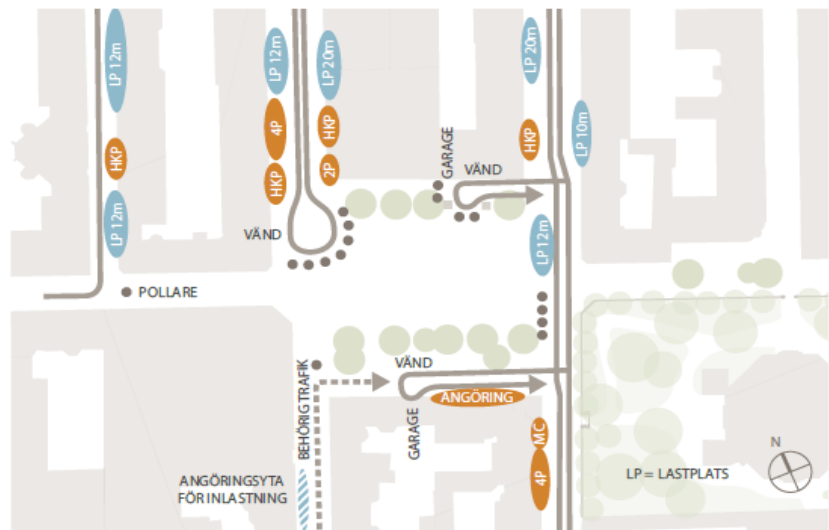 LP 12m
LP 12m
LP 20m
LP 20m
4P
HKP
HKP
GARAGE
HKP
LP 10m
HKP
2P
HKP
VÄND
LP 12m
VÄND
LP 12m
POLLARE
BEHÖRIG TRAFIK
VÄND
ANGÖRING
GARAGE
MC
ANGÖRINGSYTA
FÖR INLASTNING
4P
LP = LASTPLATS
N